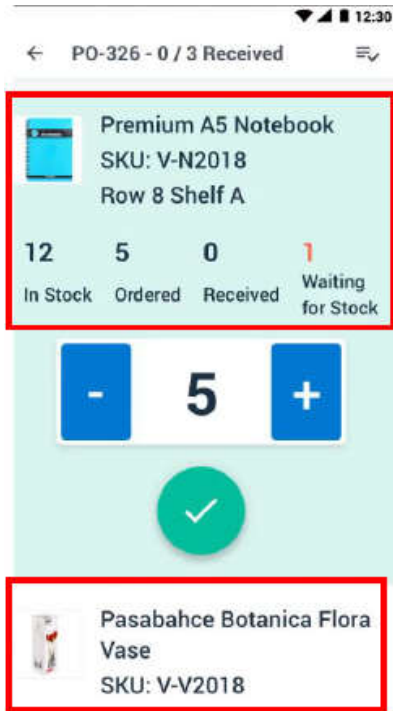 12:30
PO-326 - 0 / 3 Received
Premium A5 Notebook
SKU: V-N2018
Row 8 Shelf A
12 5 0 1
In Stock Ordered Received Waiting
for Stock
- 5 +
Pasabahce Botanica Flora
Vase
SKU: V-V2018